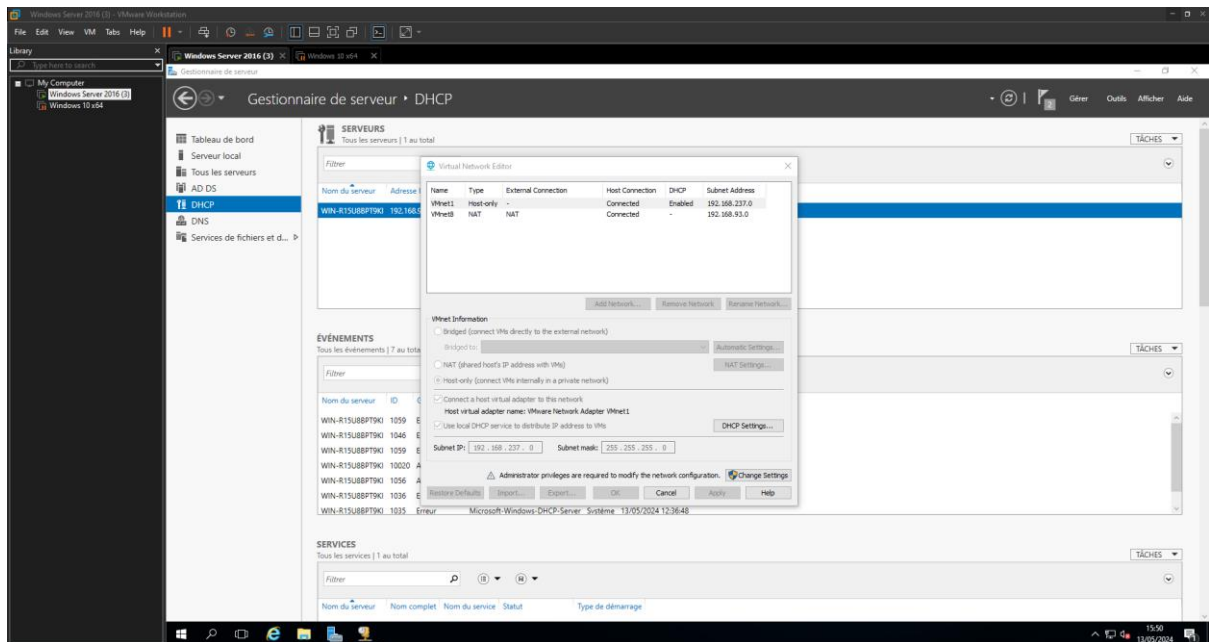 Windows Server 2016 (3) - VMware Workstation
File Edit View VM Tabs Help
Library
Type here to search
My Computer
Windows Server 2016 (3)
Windows 10 x64
Windows Server 2016 (3) Windows 10 x64
Gestionnaire de serveur
Gestionnaire de serveur • DHCP
2
Gérer Outils Afficher Aide
Tableau de bord
Serveur local
Tous les serveurs
AD DS
DHCP
DNS
Services de fichiers et d...
SERVEURS
Tous les serveurs | 1 au total
TÂCHES
Filtrer
Nom du serveur Adresse
WIN-R15U8BPT9KI 192.168.9
Virtual Network Editor
Name Type External Connection Host Connection DHCP Subnet Address
VMnet1 Host-only - Connected Enabled 192.168.237.0
VMnet8 NAT NAT Connected - 192.168.93.0
Add Network... Remove Network Rename Network...
VMnet Information
Bridged (connect VMs directly to the external network)
Bridged to: Automatic Settings...
NAT (shared host's IP address with VMs) NAT Settings...
Host-only (connect VMs internally in a private network)
Connect a host virtual adapter to this network
Host virtual adapter name: VMware Network Adapter VMnet1
Use local DHCP service to distribute IP address to VMs DHCP Settings...
Subnet IP: 192 . 168 . 237 . 0 Subnet mask: 255 . 255 . 255 . 0
Administrator privileges are required to modify the network configuration. Change Settings
Restore Defaults Import... Export... OK Cancel Apply Help
ÉVÉNEMENTS
Tous les événements | 7 au tota
TÂCHES
Filtrer
Nom du serveur ID
WIN-R15U8BPT9KI 1059 E
WIN-R15U8BPT9KI 1046 E
WIN-R15U8BPT9KI 1059 E
WIN-R15U8BPT9KI 10020 A
WIN-R15U8BPT9KI 1056 A
WIN-R15U8BPT9KI 1036 E
WIN-R15U8BPT9KI 1035 Erreur Microsoft-Windows-DHCP-Server Système 13/05/2024 12:36:48
SERVICES
Tous les services | 1 au total
TÂCHES
Filtrer
Nom du serveur Nom complet Nom du service Statut Type de démarrage
15:50
13/05/2024